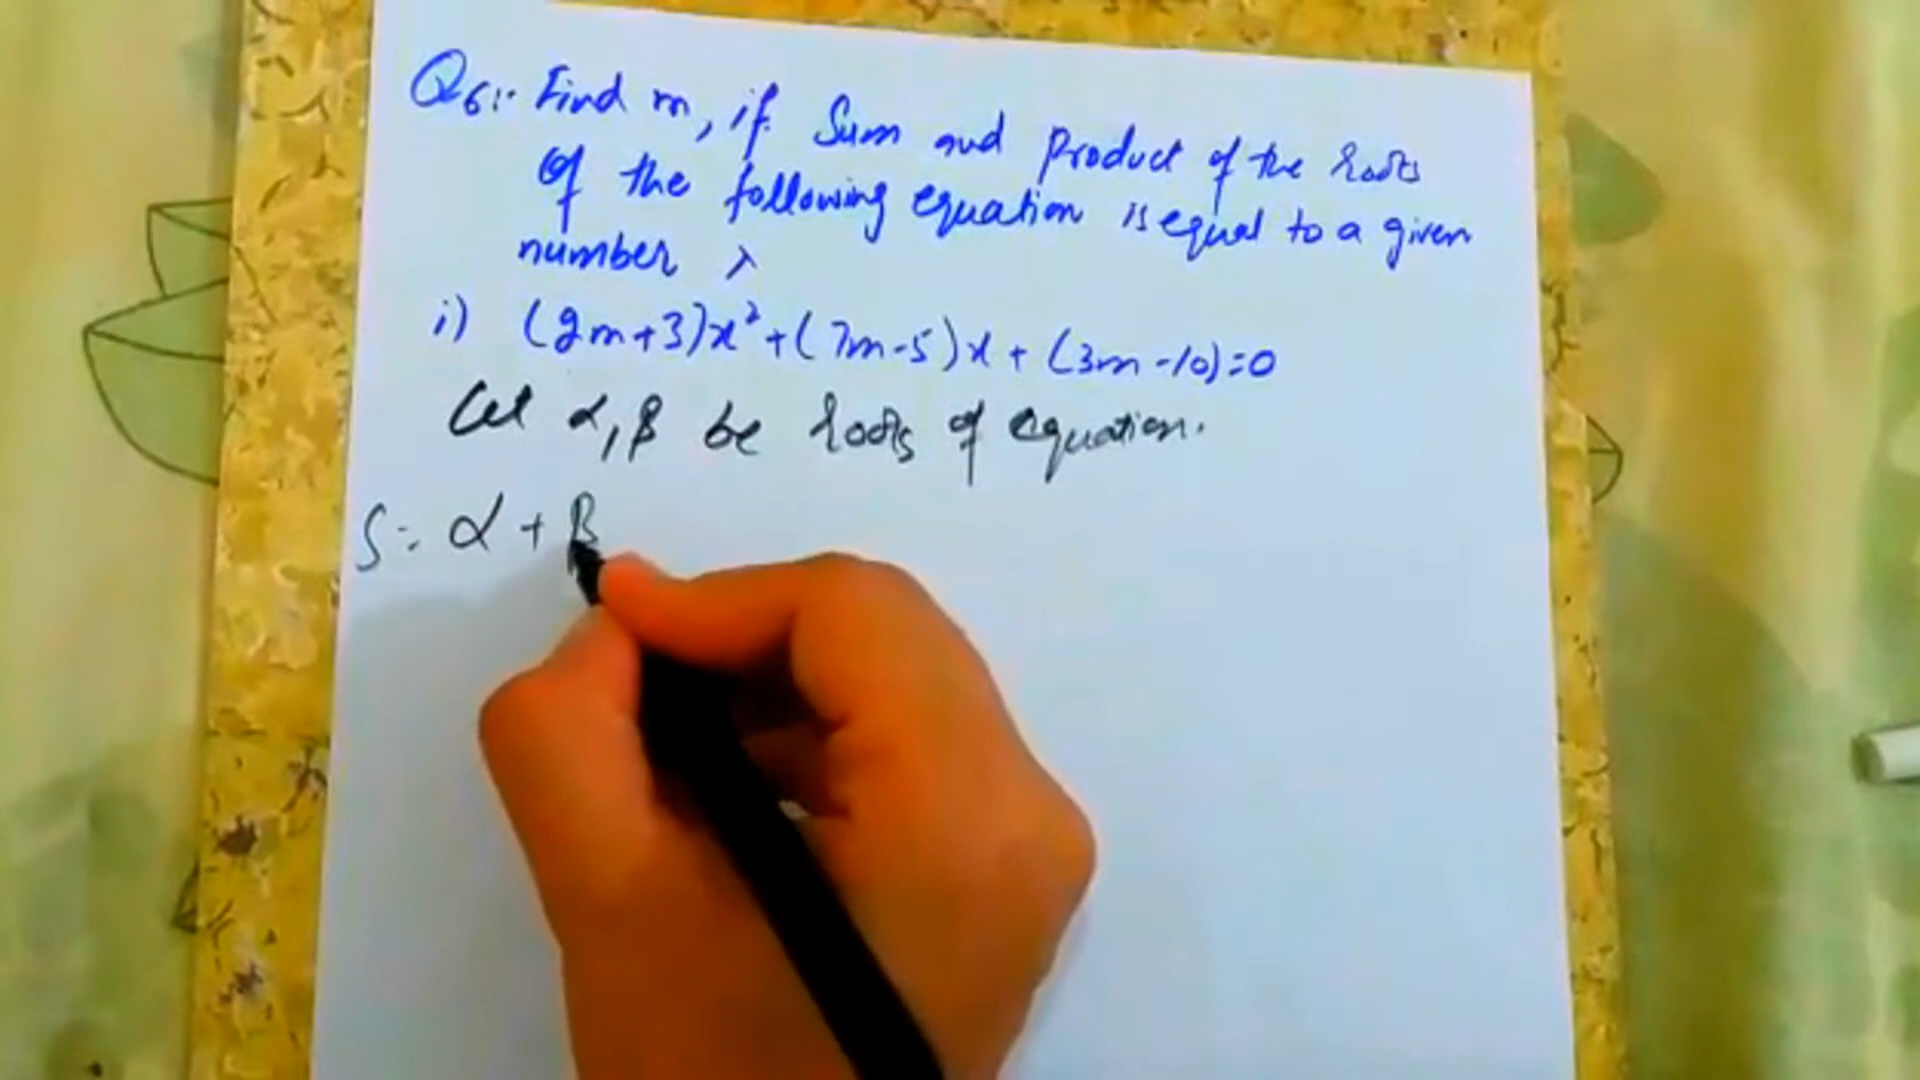 Q6:- Find m, if Sum and Product of the roots
of the following equation is equal to a given
number λ
i) (2m+3)x²+(7m-5)x+(3m-10)=0
Let α,β be roots of equation.
S= α + β